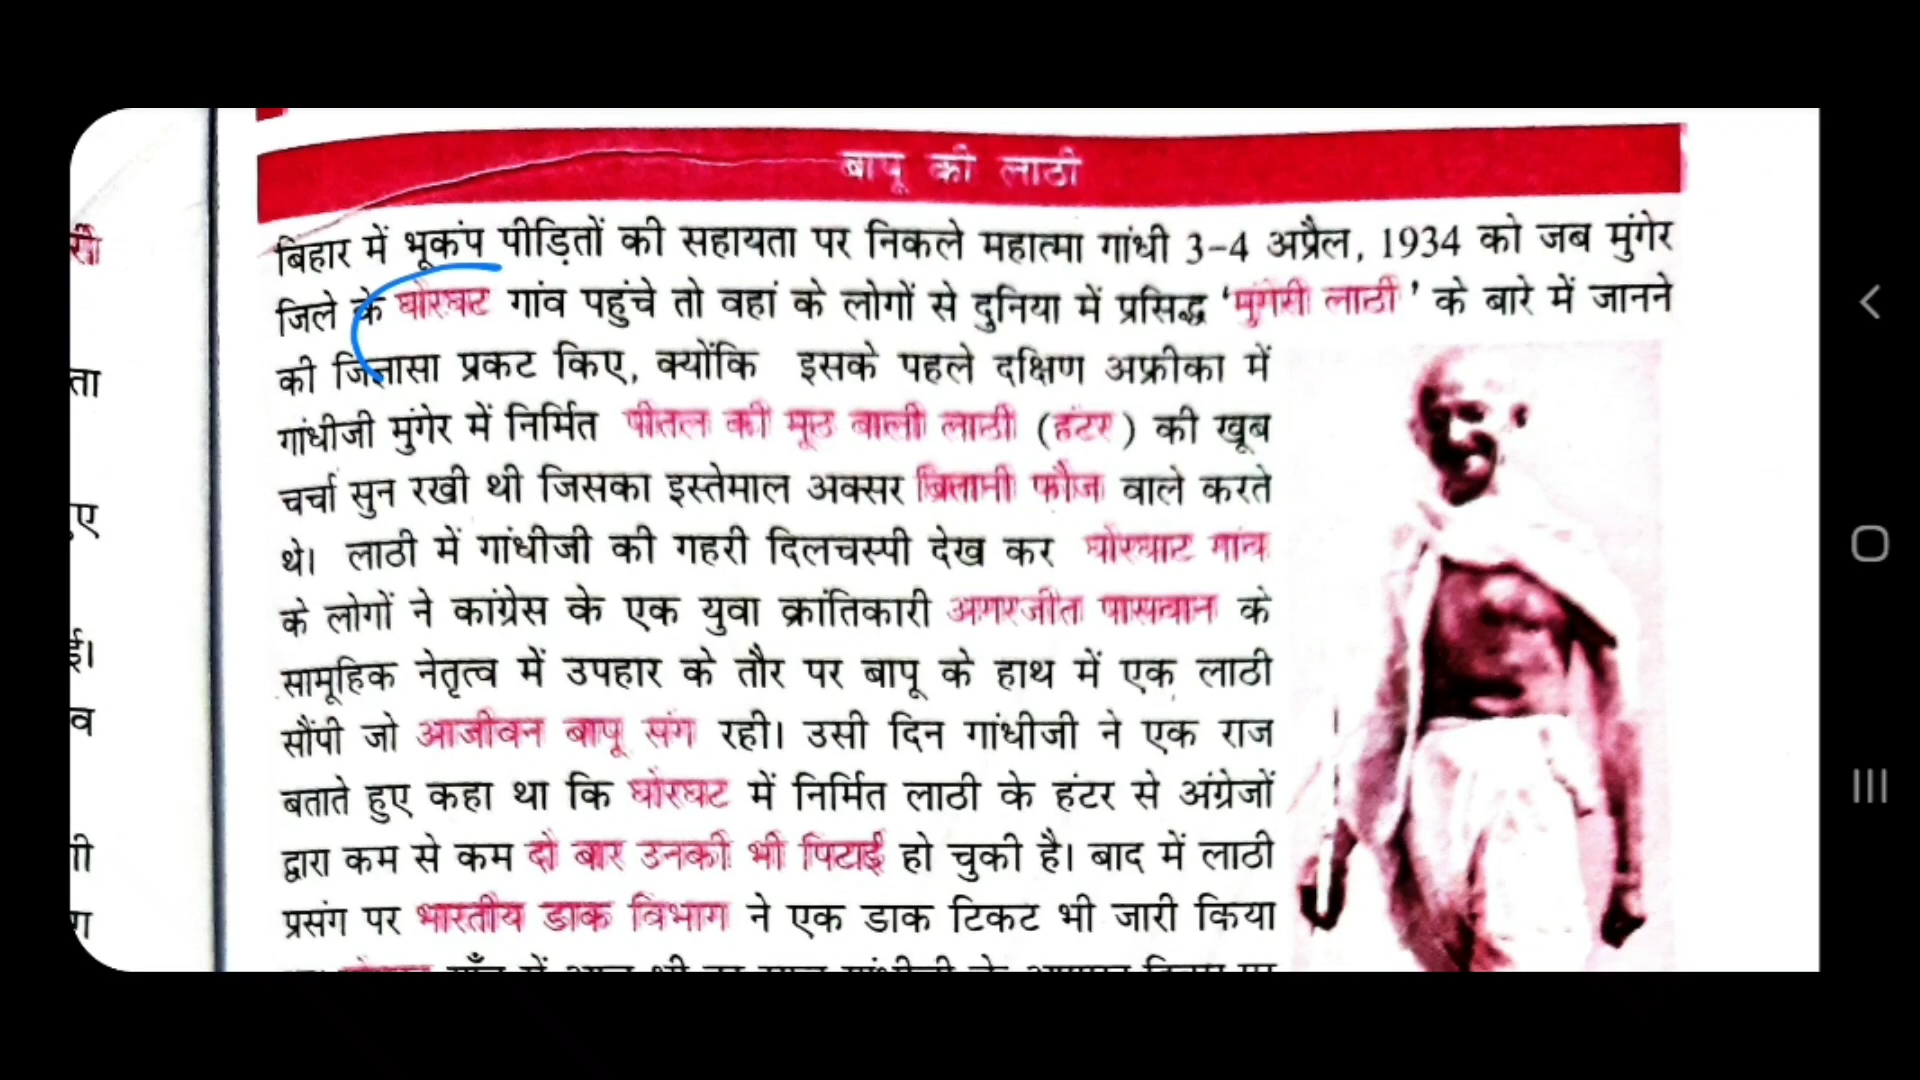 बापू की लाठी
बिहार में भूकंप पीड़ितों की सहायता पर निकले महात्मा गांधी 3-4 अप्रैल, 1934 को जब मुंगेर
जिले के घोरघट गांव पहुंचे तो वहां के लोगों से दुनिया में प्रसिद्ध ‘मुंगेरी लाठी’ के बारे में जानने
की जिज्ञासा प्रकट किए, क्योंकि इसके पहले दक्षिण अफ्रीका में
गांधीजी मुंगेर में निर्मित पीतल की मूठ वाली लाठी (हंटर) की खूब
चर्चा सुन रखी थी जिसका इस्तेमाल अक्सर ब्रितानी फौज वाले करते
थे। लाठी में गांधीजी की गहरी दिलचस्पी देख कर घोरघाट गांव
के लोगों ने कांग्रेस के एक युवा क्रांतिकारी अमरजीत पासवान के
सामूहिक नेतृत्व में उपहार के तौर पर बापू के हाथ में एक लाठी
सौंपी जो आजीवन बापू संग रही। उसी दिन गांधीजी ने एक राज
बताते हुए कहा था कि घोरघट में निर्मित लाठी के हंटर से अंग्रेजों
द्वारा कम से कम दो बार उनकी भी पिटाई हो चुकी है। बाद में लाठी
प्रसंग पर भारतीय डाक विभाग ने एक डाक टिकट भी जारी किया